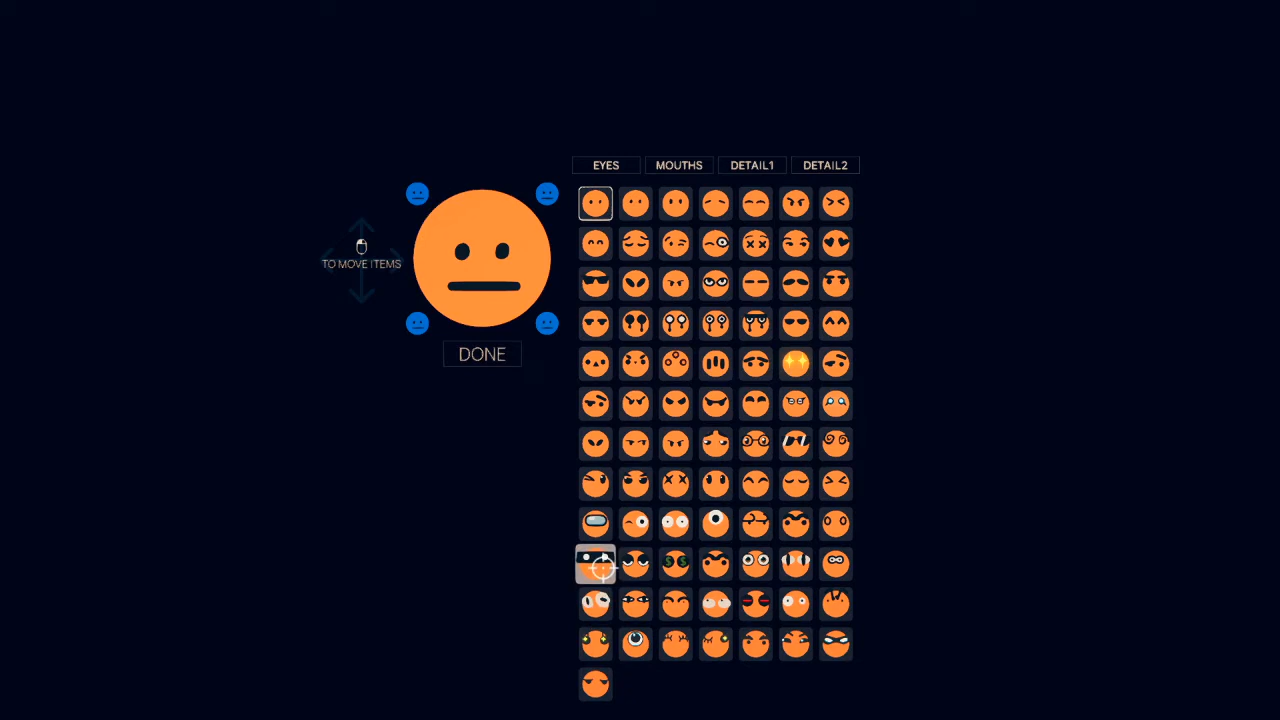 EYES
MOUTHS
DETAIL1
DETAIL2
TO MOVE ITEMS
DONE